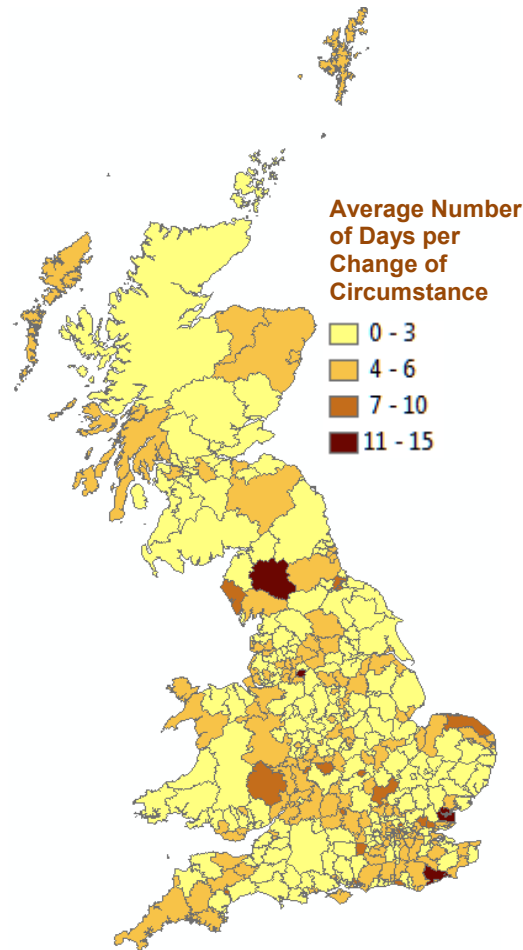 Average Number
of Days per
Change of
Circumstance
0 - 3
4 - 6
7 - 10
11 - 15